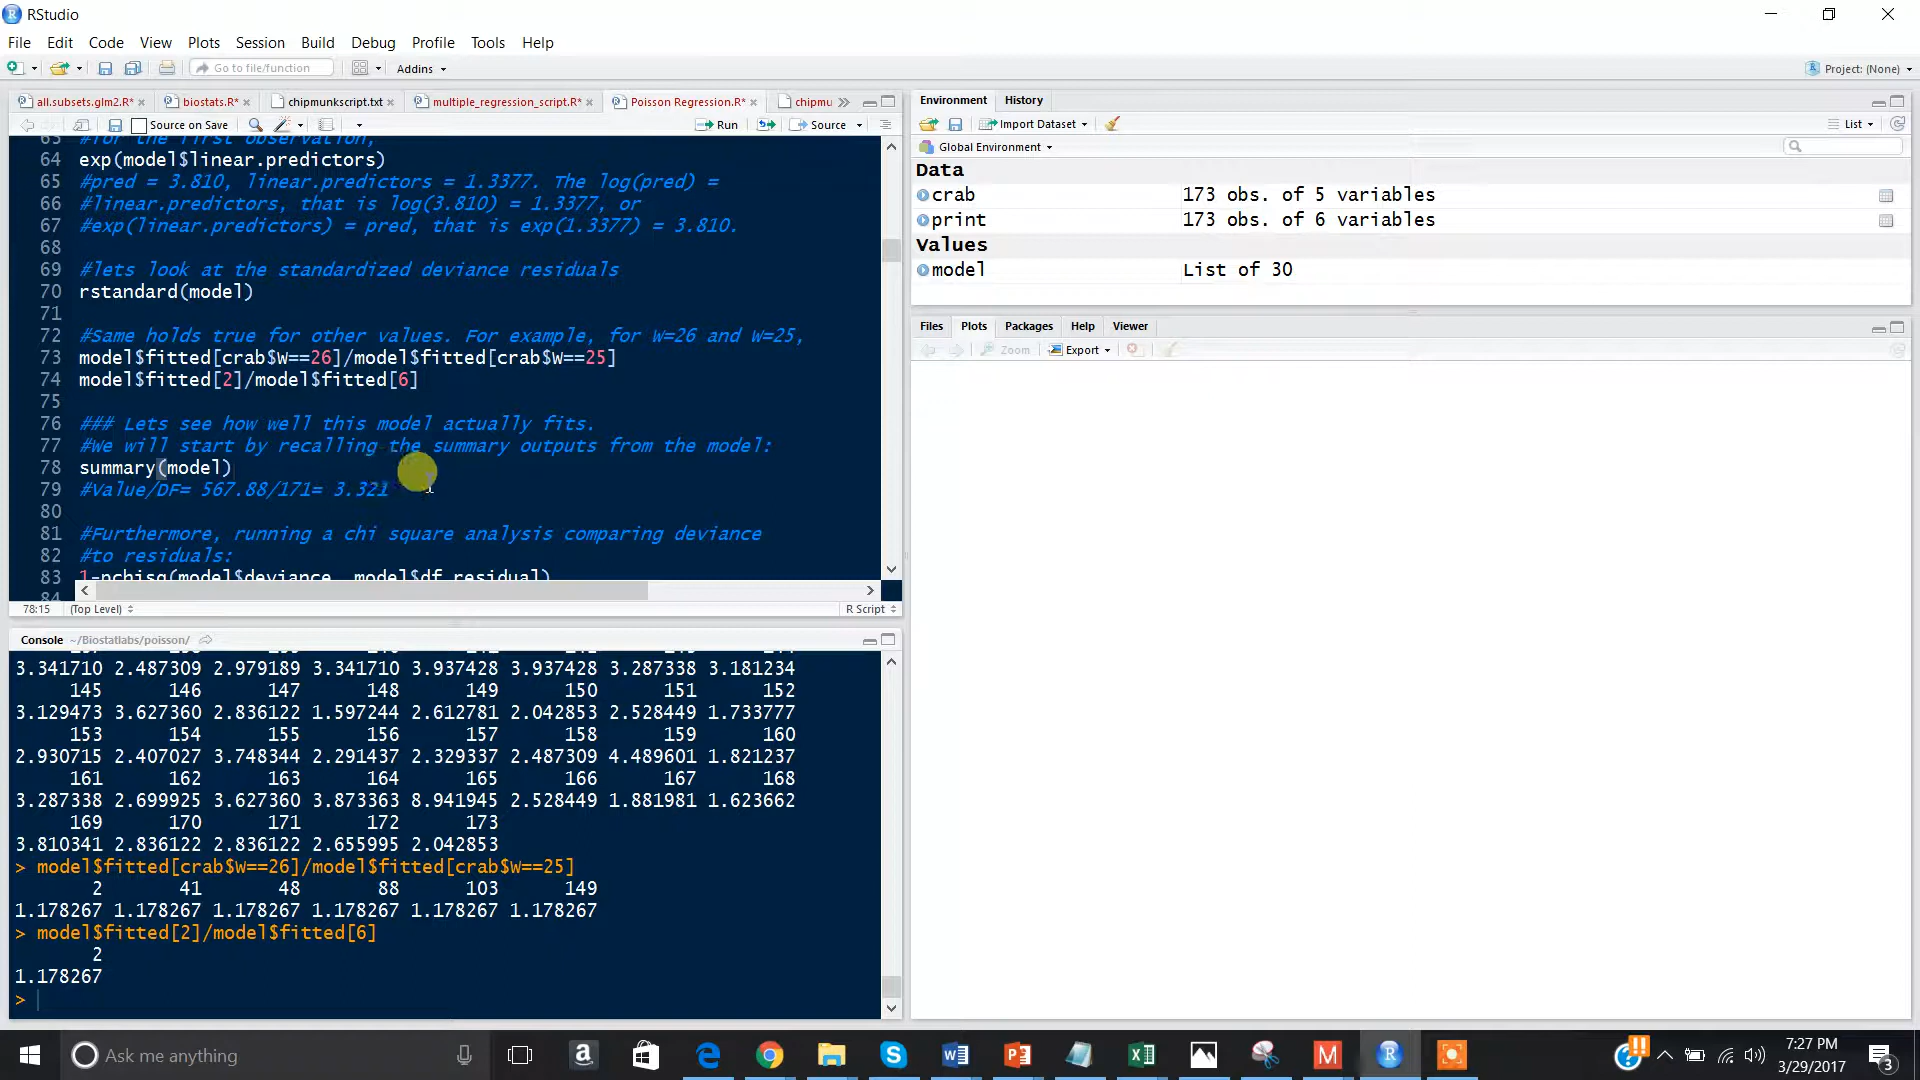 RStudio
File Edit Code View Plots Session Build Debug Profile Tools Help
Go to file/function Addins Project: (None)
all.subsets.glm2.R* biostats.R* chipmunkscript.txt multiple_regression_script.R* Poisson Regression.R* chipmu
Source on Save Run Source
65 #for the first observation,
64 exp(model$linear.predictors)
65 #pred = 3.810, linear.predictors = 1.3377. The log(pred) =
66 #linear.predictors, that is log(3.810) = 1.3377, or
67 #exp(linear.predictors) = pred, that is exp(1.3377) = 3.810.
68
69 #lets look at the standardized deviance residuals
70 rstandard(model)
71
72 #Same holds true for other values. For example, for W=26 and W=25,
73 model$fitted[crab$W==26]/model$fitted[crab$W==25]
74 model$fitted[2]/model$fitted[6]
75
76 ### Lets see how well this model actually fits.
77 #We will start by recalling the summary outputs from the model:
78 summary(model)
79 #Value/DF= 567.88/171= 3.321
80
81 #Furthermore, running a chi square analysis comparing deviance
82 #to residuals:
83 1-pchisq(model$deviance, model$df.residual)
84
78:15 (Top Level) R Script
Console ~/Biostatlabs/poisson/
3.341710 2.487309 2.979189 3.341710 3.937428 3.937428 3.287338 3.181234
145 146 147 148 149 150 151 152
3.129473 3.627360 2.836122 1.597244 2.612781 2.042853 2.528449 1.733777
153 154 155 156 157 158 159 160
2.930715 2.407027 3.748344 2.291437 2.329337 2.487309 4.489601 1.821237
161 162 163 164 165 166 167 168
3.287338 2.699925 3.627360 3.873363 8.941945 2.528449 1.881981 1.623662
169 170 171 172 173
3.810341 2.836122 2.836122 2.655995 2.042853
> model$fitted[crab$W==26]/model$fitted[crab$W==25]
2 41 48 88 103 149
1.178267 1.178267 1.178267 1.178267 1.178267 1.178267
> model$fitted[2]/model$fitted[6]
2
1.178267
>
Environment History
Import Dataset List
Global Environment
Data
crab 173 obs. of 5 variables
print 173 obs. of 6 variables
Values
model List of 30
Files Plots Packages Help Viewer
Zoom Export
Ask me anything
7:27 PM
3/29/2017
3